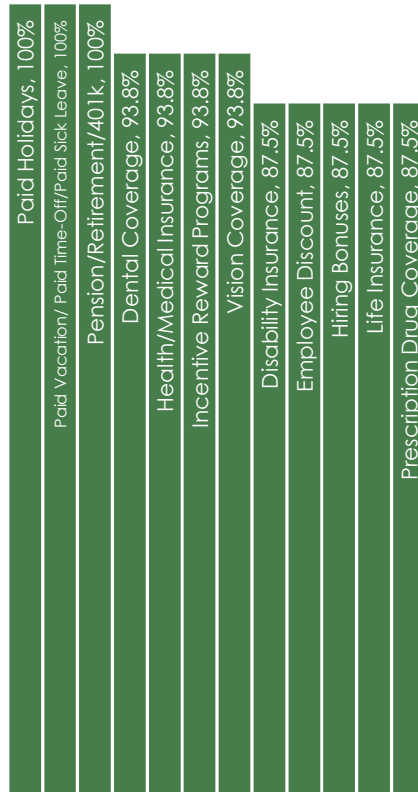 Paid Holidays, 100%
Paid Vacation/ Paid Time-Off/Paid Sick Leave, 100%
Pension/Retirement/401k, 100%
Dental Coverage, 93.8%
Health/Medical Insurance, 93.8%
Incentive Reward Programs, 93.8%
Vision Coverage, 93.8%
Disability Insurance, 87.5%
Employee Discount, 87.5%
Hiring Bonuses, 87.5%
Life Insurance, 87.5%
Prescription Drug Coverage, 87.5%